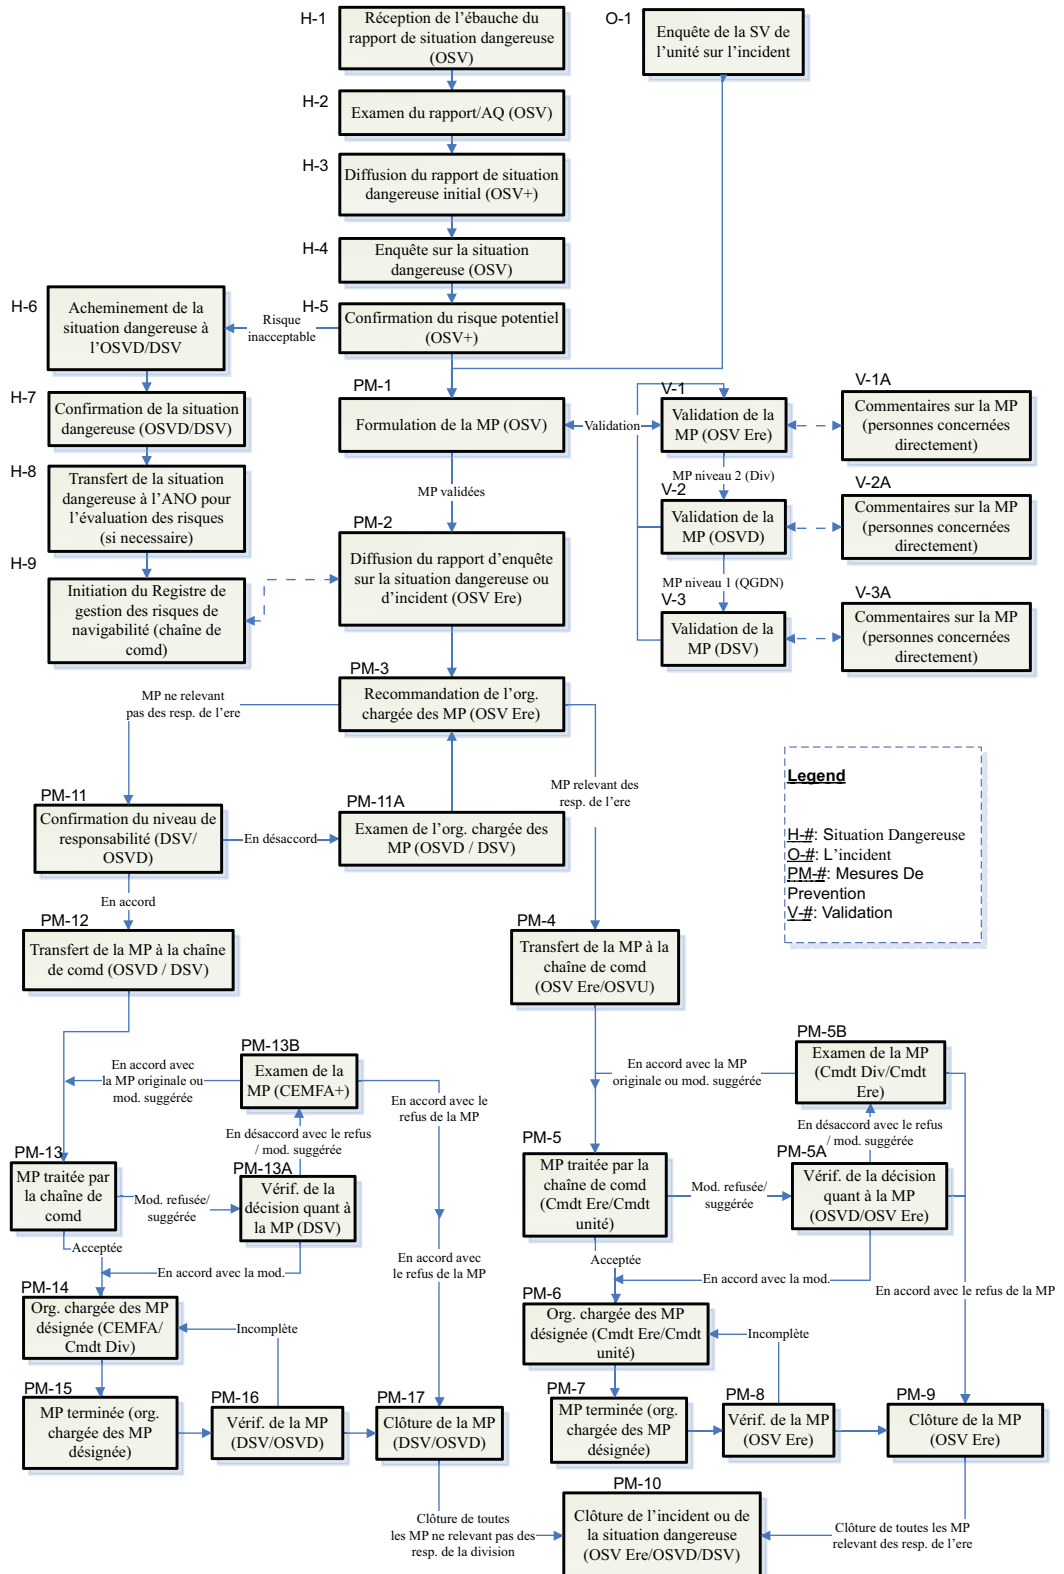 H-1
Réception de l’ébauche du
rapport de situation dangereuse
(OSV)
O-1
Enquête de la SV de
l’unité sur l’incident
H-2
Examen du rapport/AQ (OSV)
H-3
Diffusion du rapport de situation
dangereuse initial (OSV+)
H-4
Enquête sur la situation
dangereuse (OSV)
H-5
Confirmation du risque potentiel
(OSV+)
Risque
inacceptable
H-6
Acheminement de la
situation dangereuse à
l’OSVD/DSV
H-7
Confirmation de la situation
dangereuse (OSVD/DSV)
H-8
Transfert de la situation
dangereuse à l’ANO pour
l’évaluation des risques
(si necessaire)
H-9
Initiation du Registre de
gestion des risques de
navigabilité (chaîne de
comd)
PM-1
Formulation de la MP (OSV)
Validation
V-1
Validation de la
MP (OSV Ere)
V-1A
Commentaires sur la MP
(personnes concernées
directement)
MP niveau 2 (Div)
V-2
Validation de la
MP (OSVD)
V-2A
Commentaires sur la MP
(personnes concernées
directement)
MP niveau 1 (QGDN)
V-3
Validation de la
MP (DSV)
V-3A
Commentaires sur la MP
(personnes concernées
directement)
MP validées
PM-2
Diffusion du rapport d’enquête
sur la situation dangereuse ou
d’incident (OSV Ere)
PM-3
Recommandation de l’org.
chargée des MP (OSV Ere)
MP ne relevant
pas des resp. de l’ere
MP relevant des
resp. de l’ere
Legend
H-#: Situation Dangereuse
O-#: L’incident
PM-#: Mesures De
Prevention
V-#: Validation
PM-11
Confirmation du niveau de
responsabilité (DSV/
OSVD)
En désaccord
PM-11A
Examen de l’org. chargée des
MP (OSVD / DSV)
En accord
PM-12
Transfert de la MP à la chaîne
de comd (OSVD / DSV)
PM-4
Transfert de la MP à la
chaîne de comd
(OSV Ere/OSVU)
PM-13B
Examen de la
MP (CEMFA+)
En accord avec
la MP originale ou
mod. suggérée
En accord avec le
refus de la MP
En désaccord avec le refus
/ mod. suggérée
PM-13
MP traitée par
la chaîne de
comd
Mod. refusée/
suggérée
PM-13A
Vérif. de la
décision quant à
la MP (DSV)
Acceptée
En accord avec la mod.
En accord avec
le refus de la MP
PM-14
Org. chargée des MP
désignée (CEMFA/
Cmdt Div)
Incomplète
PM-15
MP terminée (org.
chargée des MP
désignée)
PM-16
Vérif. de la MP
(DSV/OSVD)
PM-17
Clôture de la MP
(DSV/OSVD)
PM-5B
Examen de la MP
(Cmdt Div/Cmdt
Ere)
En accord avec la MP
originale ou mod. suggérée
En désaccord avec le refus
/ mod. suggérée
PM-5
MP traitée par la
chaîne de comd
(Cmdt Ere/Cmdt
unité)
Mod. refusée/
suggérée
PM-5A
Vérif. de la décision
quant à la MP
(OSVD/OSV Ere)
Acceptée
En accord avec la mod.
En accord avec le refus de la MP
PM-6
Org. chargée des MP
désignée (Cmdt Ere/Cmdt
unité)
Incomplète
PM-7
MP terminée (org.
chargée des MP
désignée)
PM-8
Vérif. de la MP
(OSV Ere)
PM-9
Clôture de la MP
(OSV Ere)
PM-10
Clôture de l’incident ou de
la situation dangereuse
(OSV Ere/OSVD/DSV)
Clôture de toutes
les MP ne relevant pas des
resp. de la division
Clôture de toutes les MP
relevant des resp. de l’ere